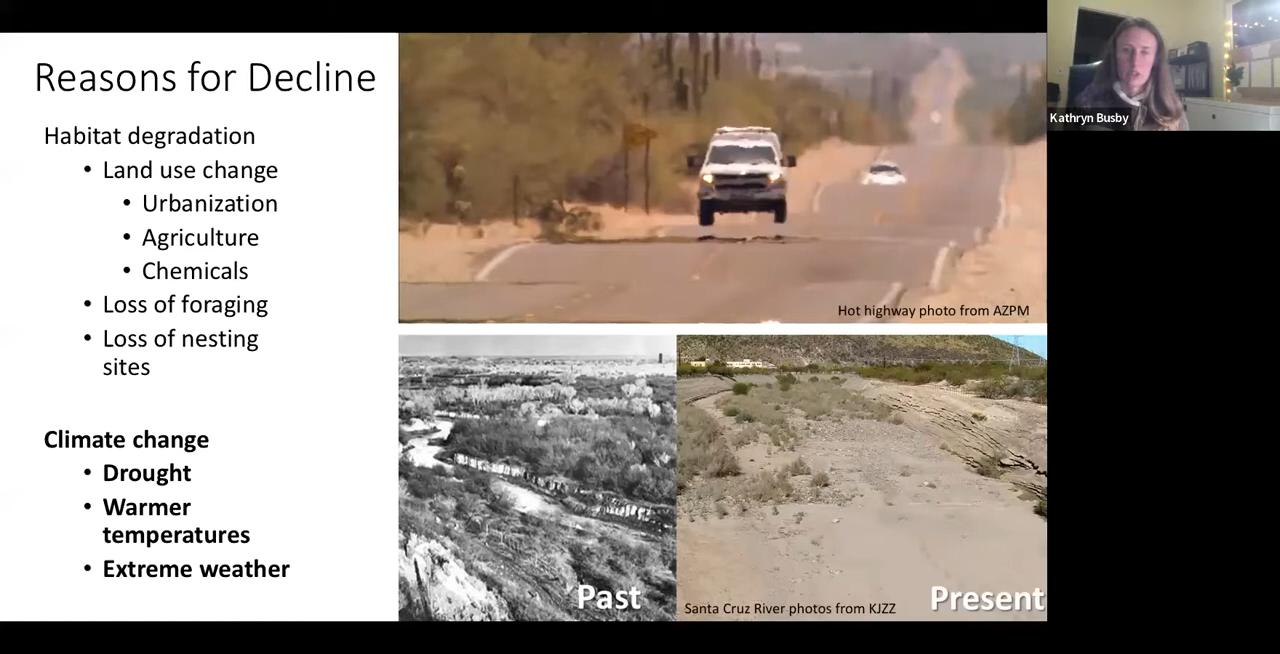 Reasons for Decline
Habitat degradation
• Land use change
• Urbanization
• Agriculture
• Chemicals
• Loss of foraging
• Loss of nesting
sites
Climate change
• Drought
• Warmer
temperatures
• Extreme weather
Hot highway photo from AZPM
Past
Santa Cruz River photos from KJZZ
Present
Kathryn Busby